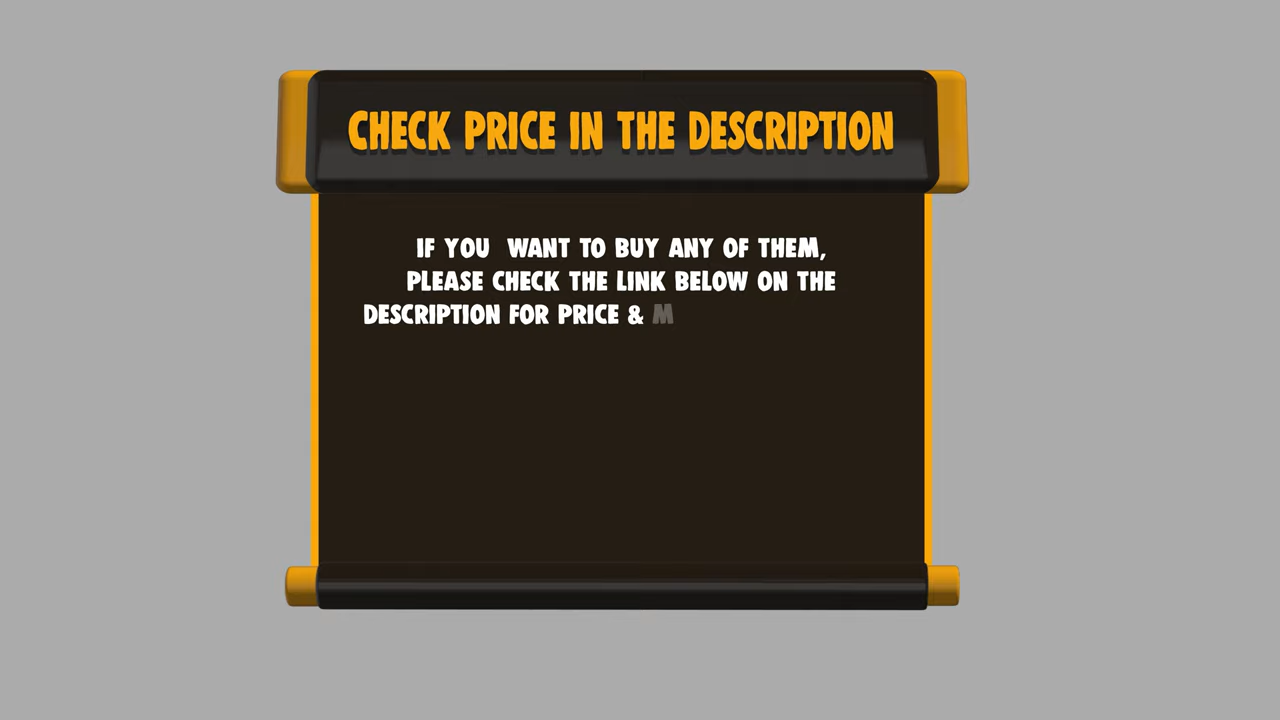 CHECK PRICE IN THE DESCRIPTION
IF YOU WANT TO BUY ANY OF THEM,
PLEASE CHECK THE LINK BELOW ON THE
DESCRIPTION FOR PRICE & M